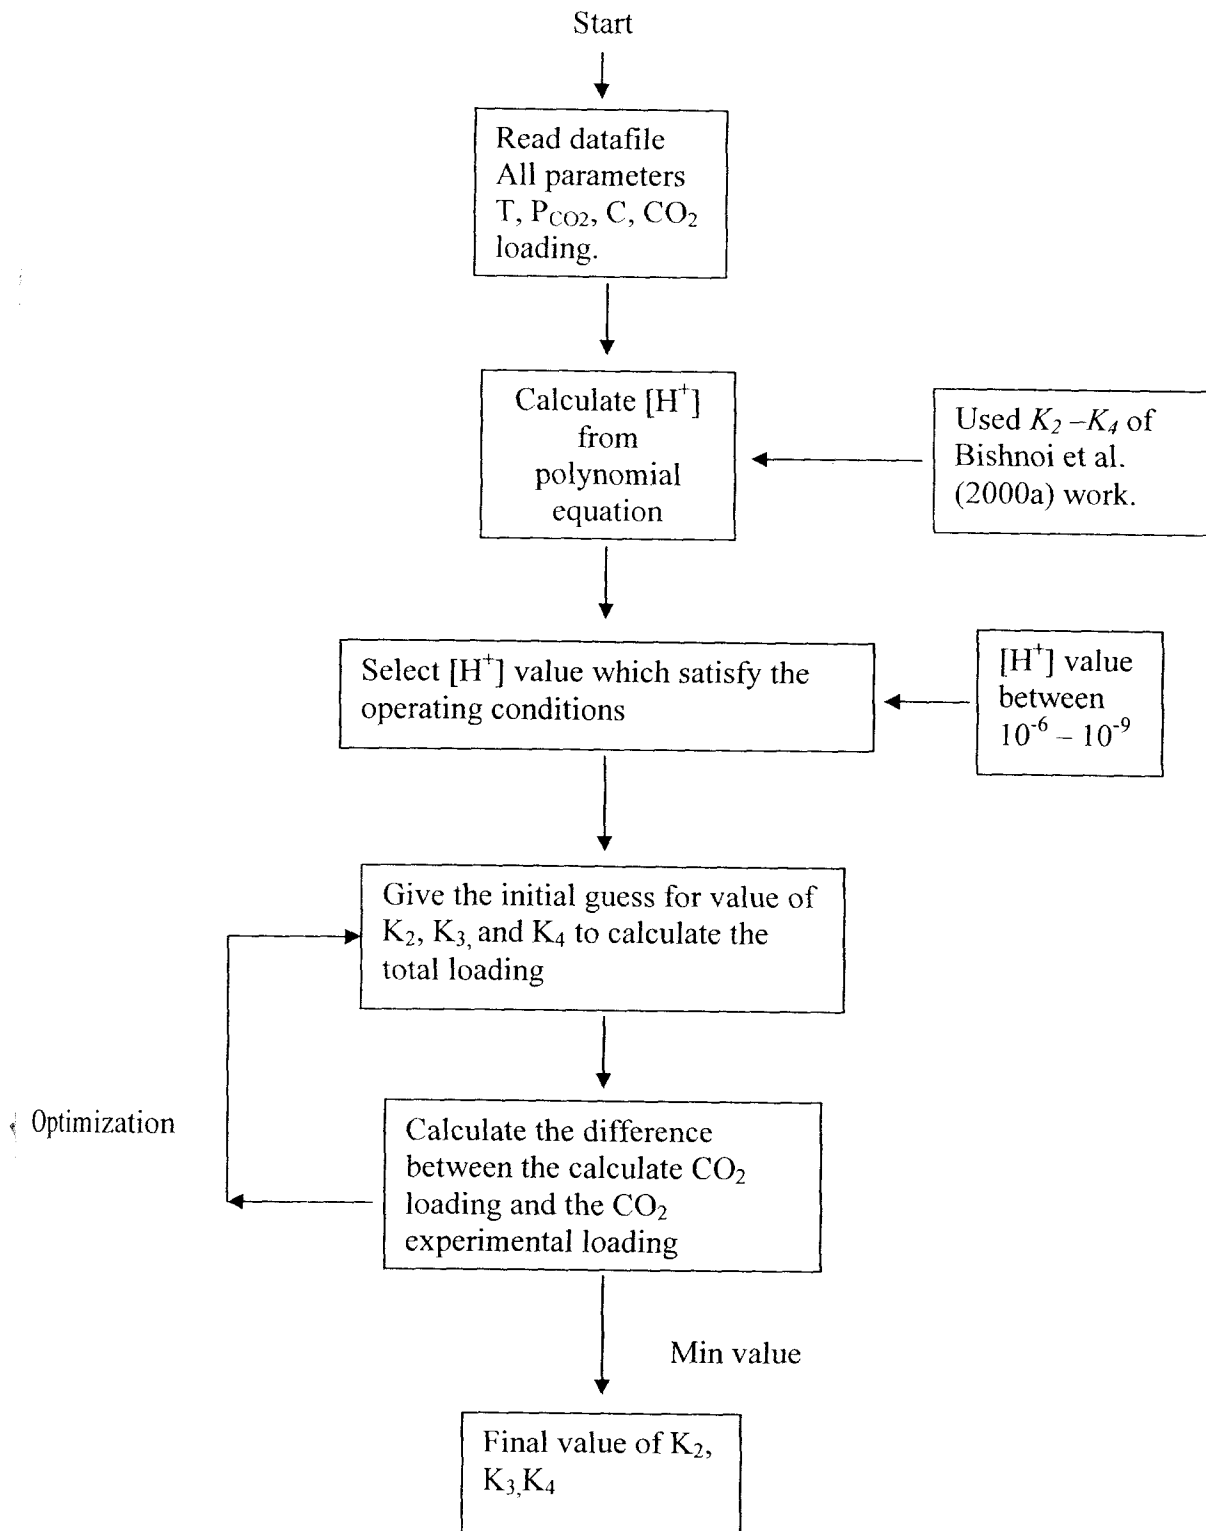 Start
Read datafile
All parameters
T, P_CO2, C, CO₂
loading.
Calculate [H⁺]
from
polynomial
equation
Used K₂ –K₄ of
Bishnoi et al.
(2000a) work.
Select [H⁺] value which satisfy the
operating conditions
[H⁺] value
between
10⁻⁶ – 10⁻⁹
Give the initial guess for value of
K₂, K₃, and K₄ to calculate the
total loading
Optimization
Calculate the difference
between the calculate CO₂
loading and the CO₂
experimental loading
Min value
Final value of K₂,
K₃,K₄